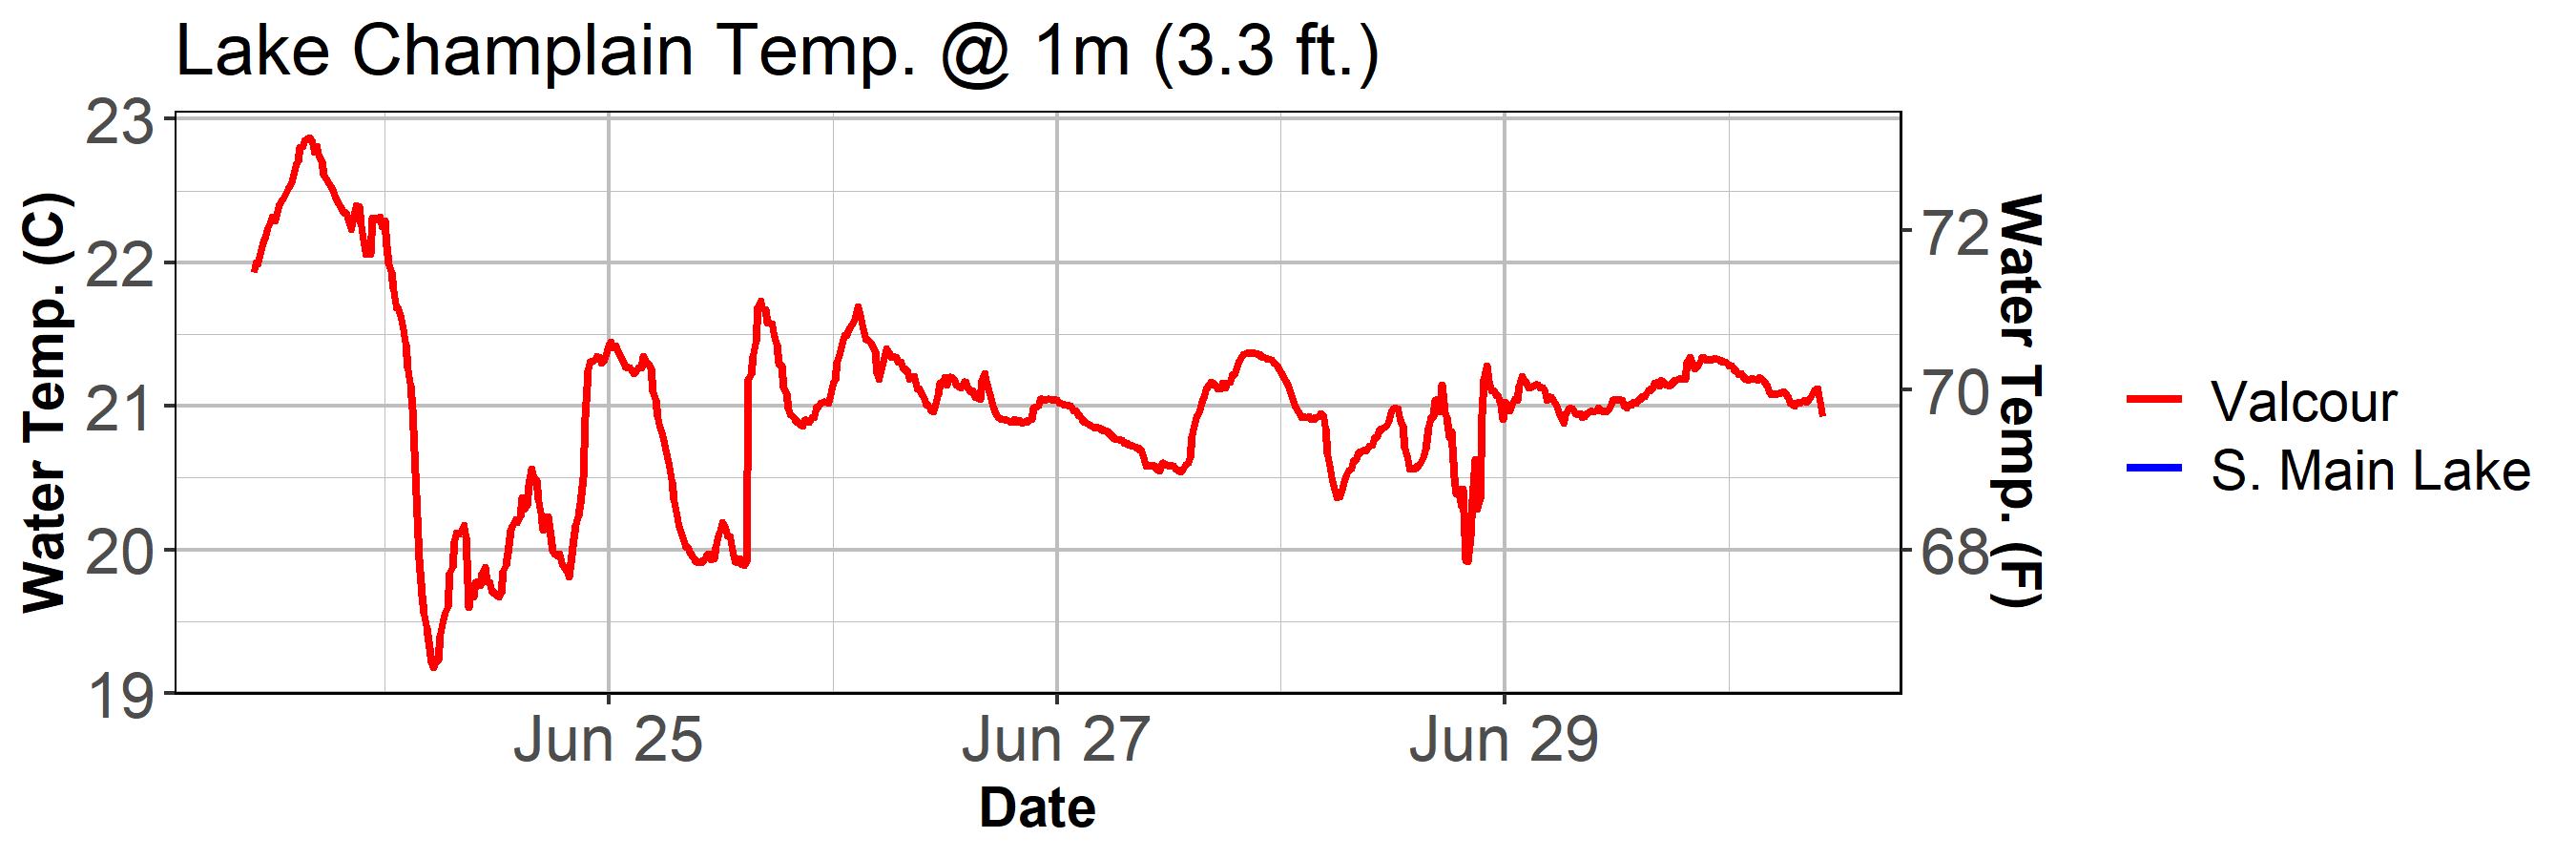 Lake Champlain Temp. @ 1m (3.3 ft.)
Water Temp. (C)
23
22
21
20
19
72
70
68
Water Temp. (F)
Jun 25 Jun 27 Jun 29
Date
Valcour
S. Main Lake